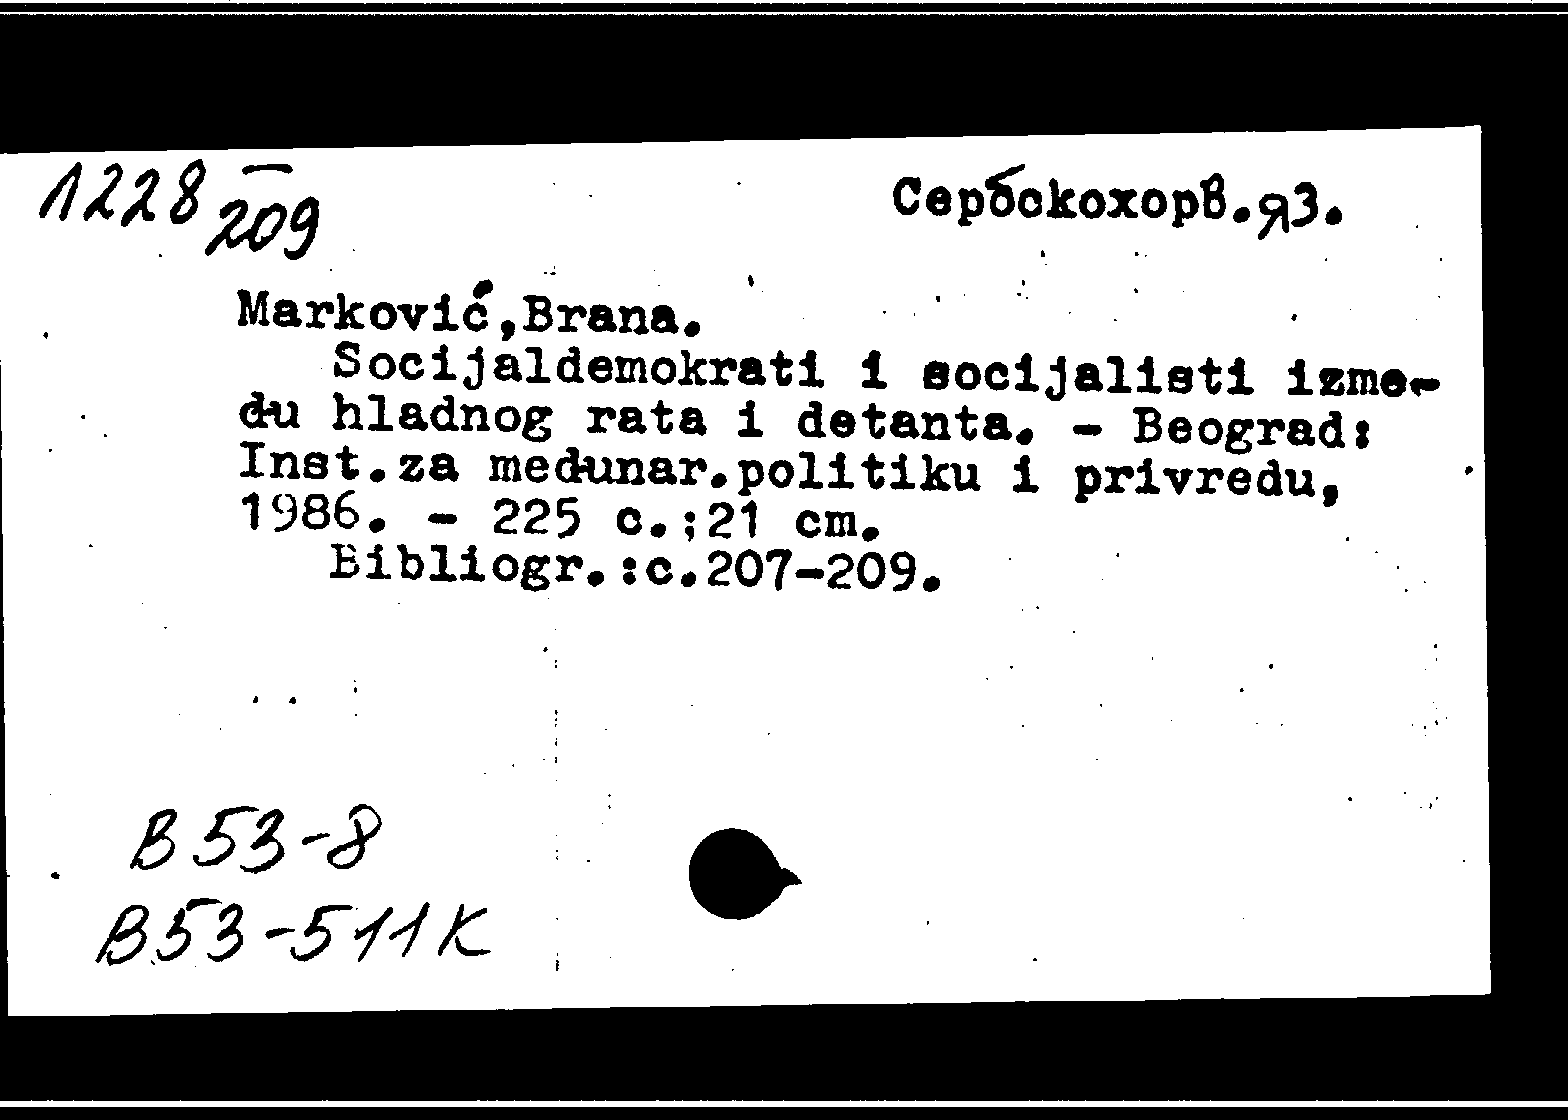 1228/209
Сербскохорв.яз.
Marković,Brana.
Socijaldemokrati i socijalisti izme-
đu hladnog rata i detanta. - Beograd:
Inst.za međunar.politiku i privredu,
1986. - 225 c.;21 cm.
Bibliogr.:c.207-209.
B53-8
B53-511K